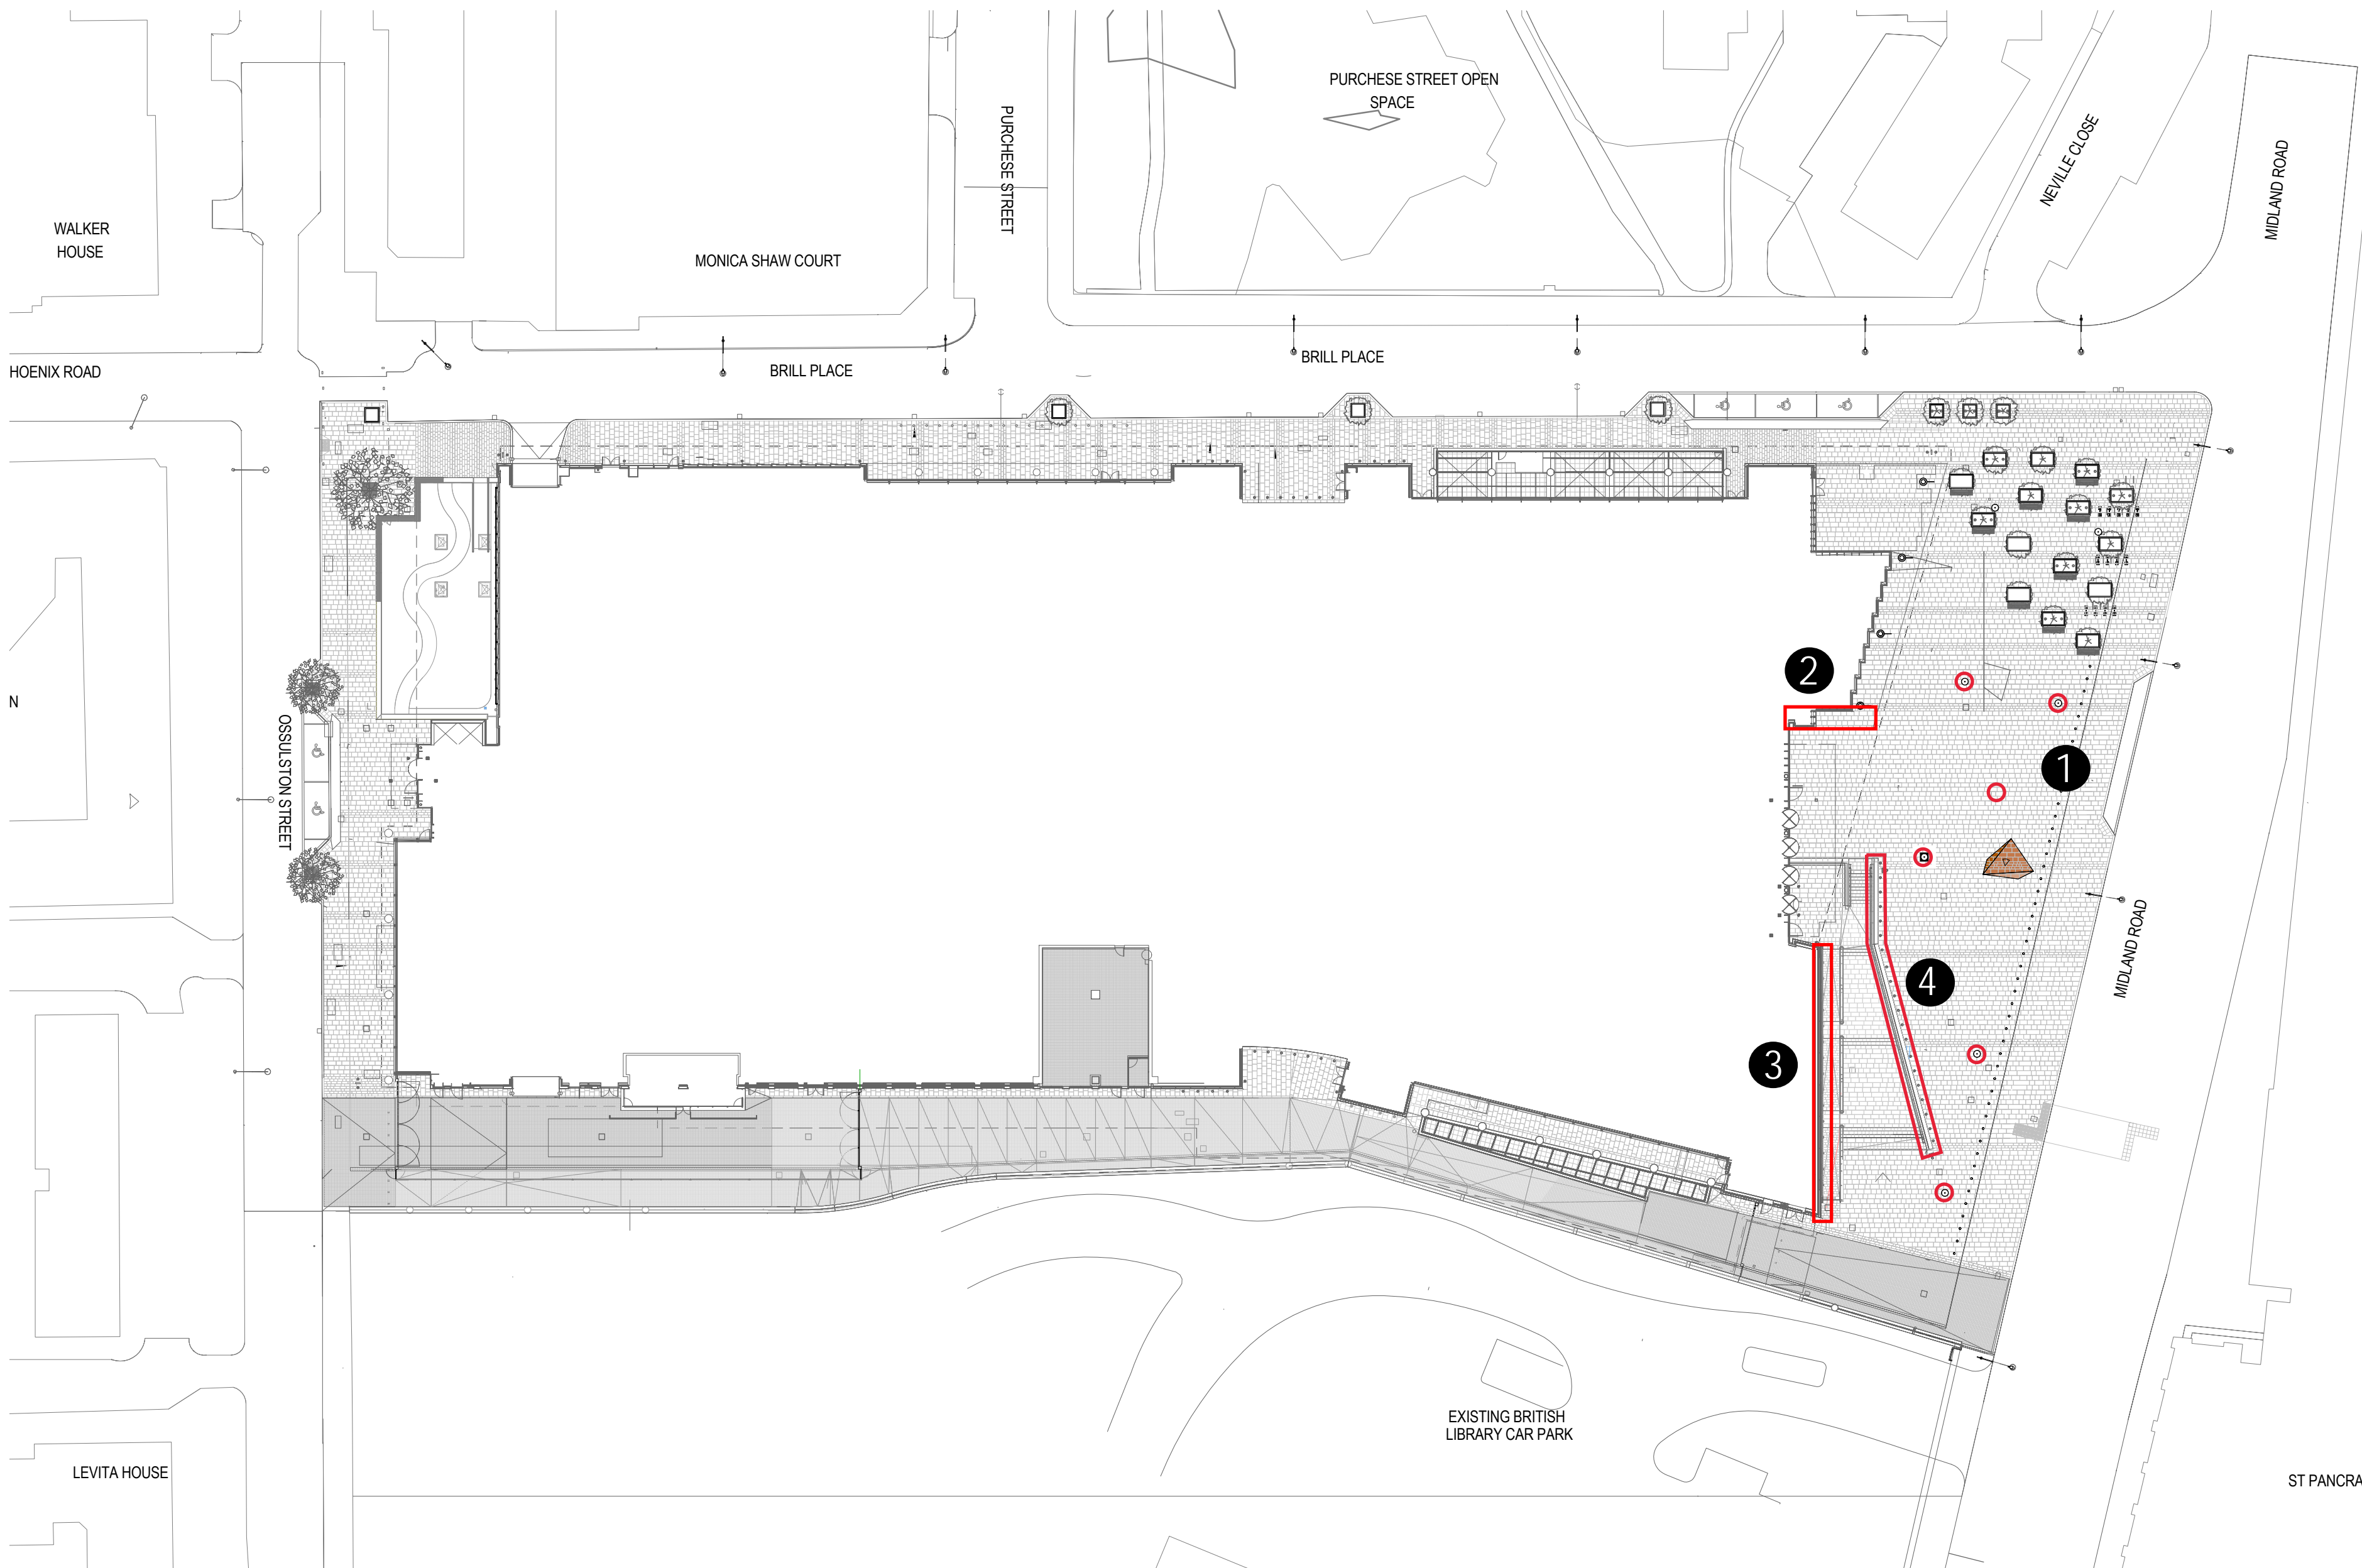 PURCHESE STREET OPEN
SPACE
PURCHESE STREET
NEVILLE CLOSE
MIDLAND ROAD
WALKER
HOUSE
MONICA SHAW COURT
BRILL PLACE
HOENIX ROAD
BRILL PLACE
2
N
OSSULSTON STREET
1
MIDLAND ROAD
4
3
EXISTING BRITISH
LIBRARY CAR PARK
LEVITA HOUSE
ST PANCRA